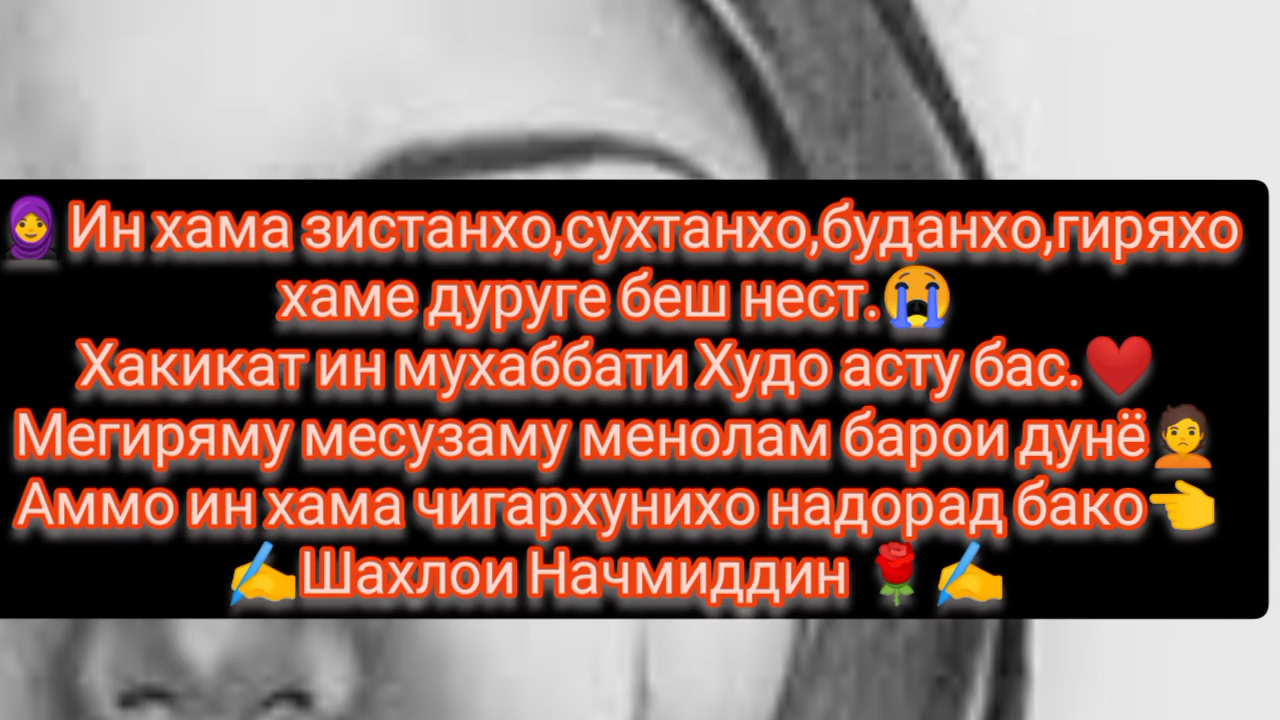 🧕Ин хама зистанхо,сухтанхо,буданхо,гиряхо
хаме дуруге беш нест.😭
Хакикат ин мухаббати Худо асту бас.❤️
Мегиряму месузаму менолам барои дунё🙍
Аммо ин хама чигархунихо надорад бако👈
✍️Шахлои Начмиддин 🌹✍️